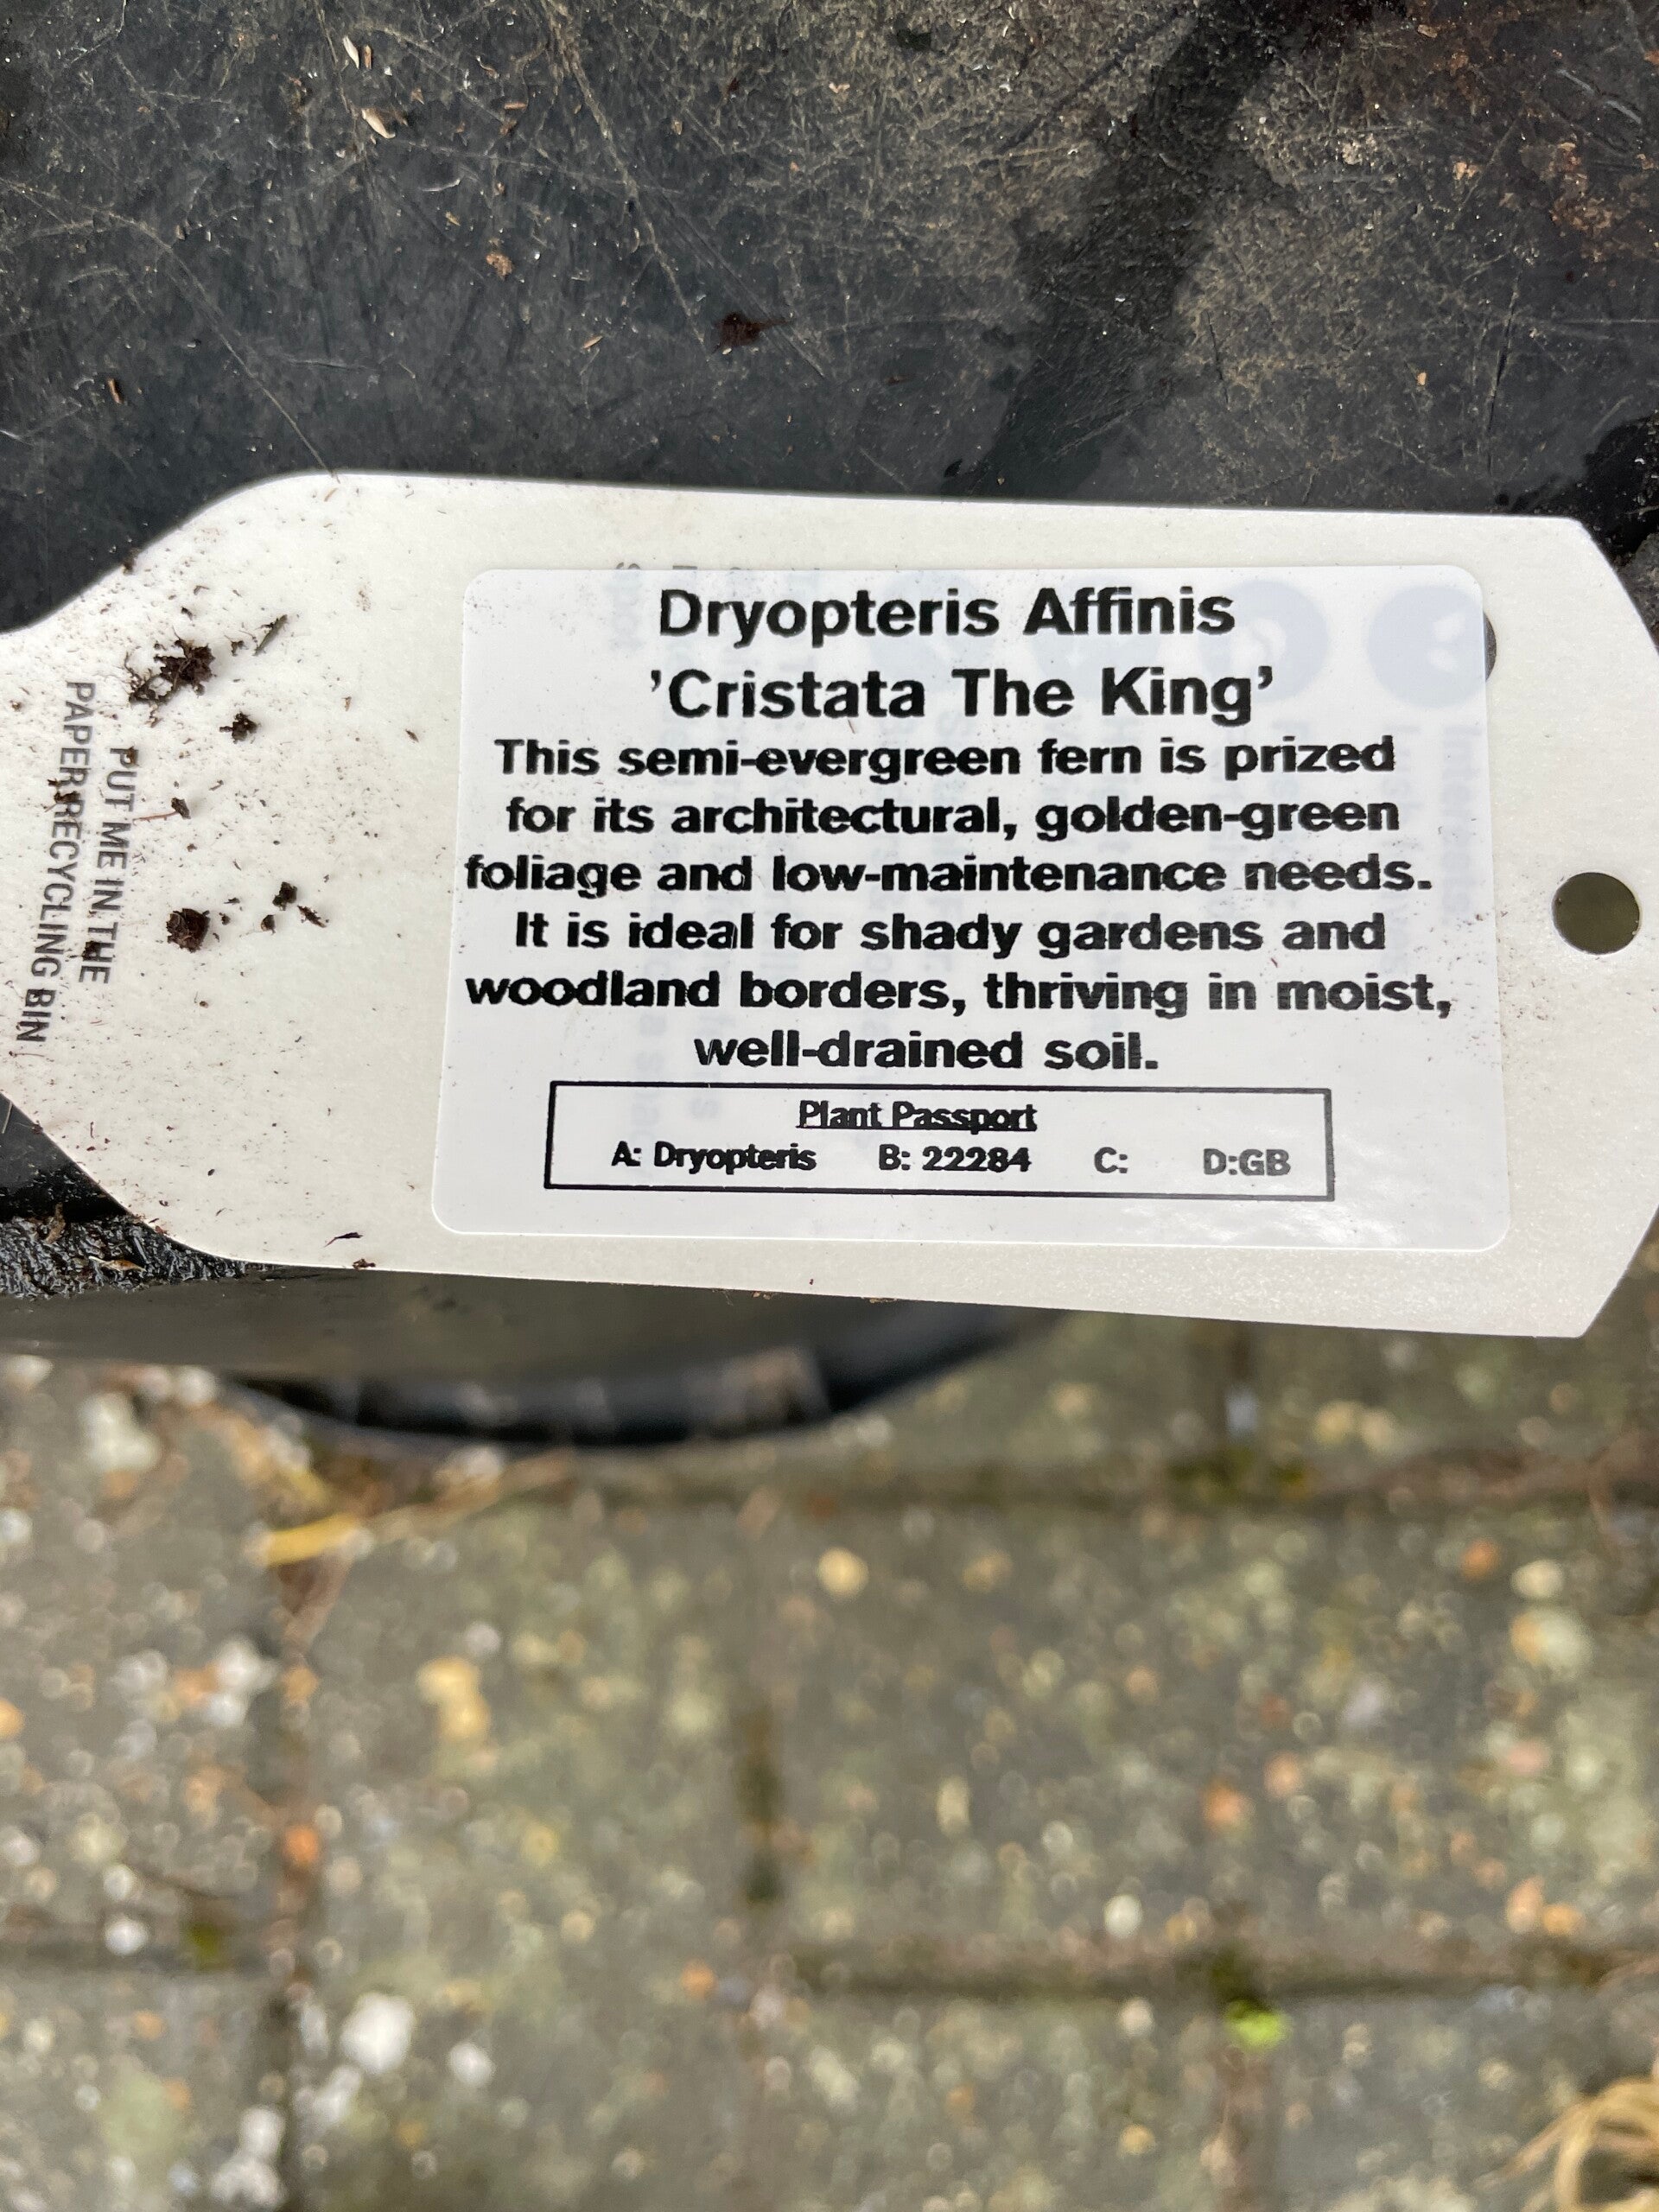 Dryopteris Affinis
'Cristata The King'
This semi-evergreen fern is prized
for its architectural, golden-green
foliage and low-maintenance needs.
It is ideal for shady gardens and
woodland borders, thriving in moist,
well-drained soil.
Plant Passport
A: Dryopteris B: 22284 C: D:GB
PUT ME IN THE
PAPER RECYCLING BIN